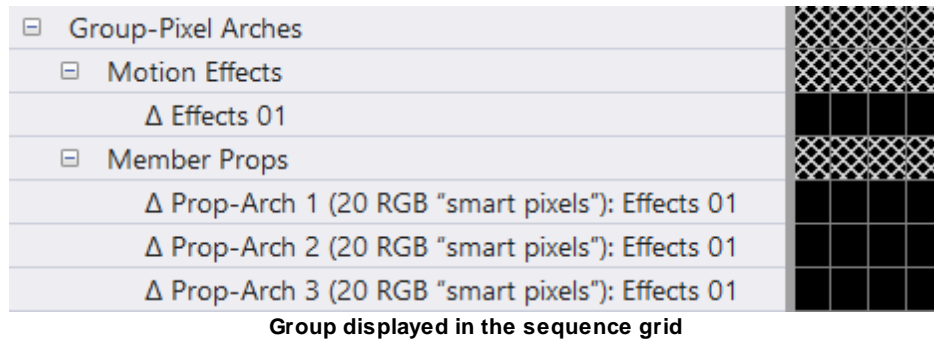 Group-Pixel Arches
Motion Effects
Δ Effects 01
Member Props
Δ Prop-Arch 1 (20 RGB “smart pixels”): Effects 01
Δ Prop-Arch 2 (20 RGB “smart pixels”): Effects 01
Δ Prop-Arch 3 (20 RGB “smart pixels”): Effects 01
Group displayed in the sequence grid